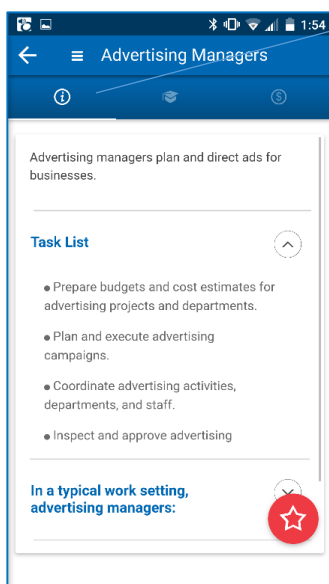 1:54
Advertising Managers
Advertising managers plan and direct ads for
businesses.
Task List
● Prepare budgets and cost estimates for
advertising projects and departments.
● Plan and execute advertising
campaigns.
● Coordinate advertising activities,
departments, and staff.
● Inspect and approve advertising
In a typical work setting,
advertising managers: